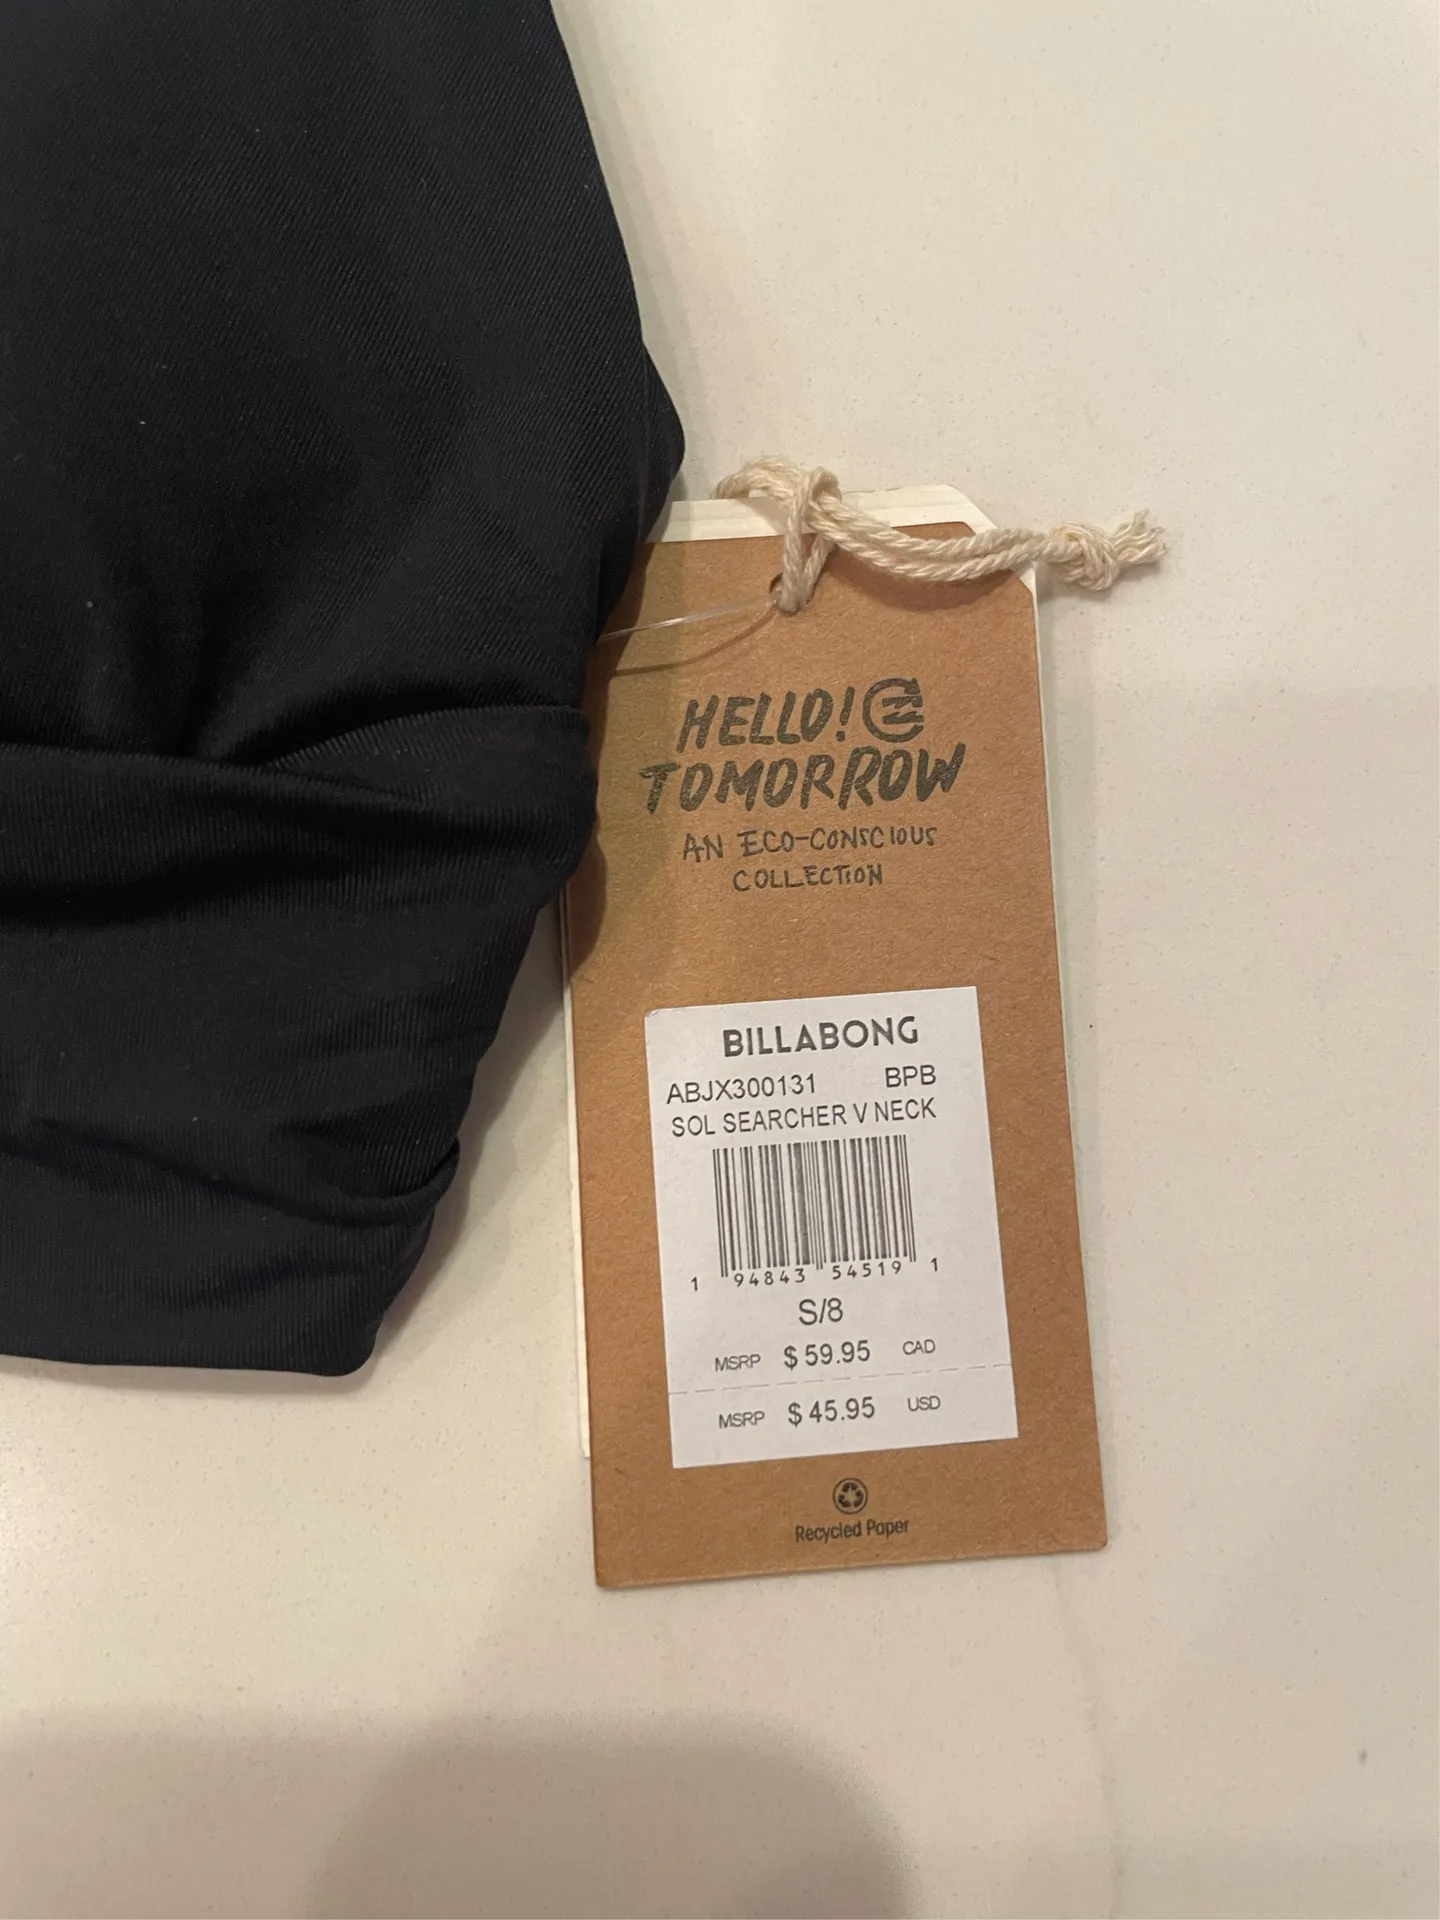 HELLO!
TOMORROW
AN ECO-CONSCIOUS
COLLECTION
BILLABONG
ABJX300131 BPB
SOL SEARCHER V NECK
1 94843 54519 1
S/8
MSRP $ 59.95 CAD
MSRP $ 45.95 USD
Recycled Paper